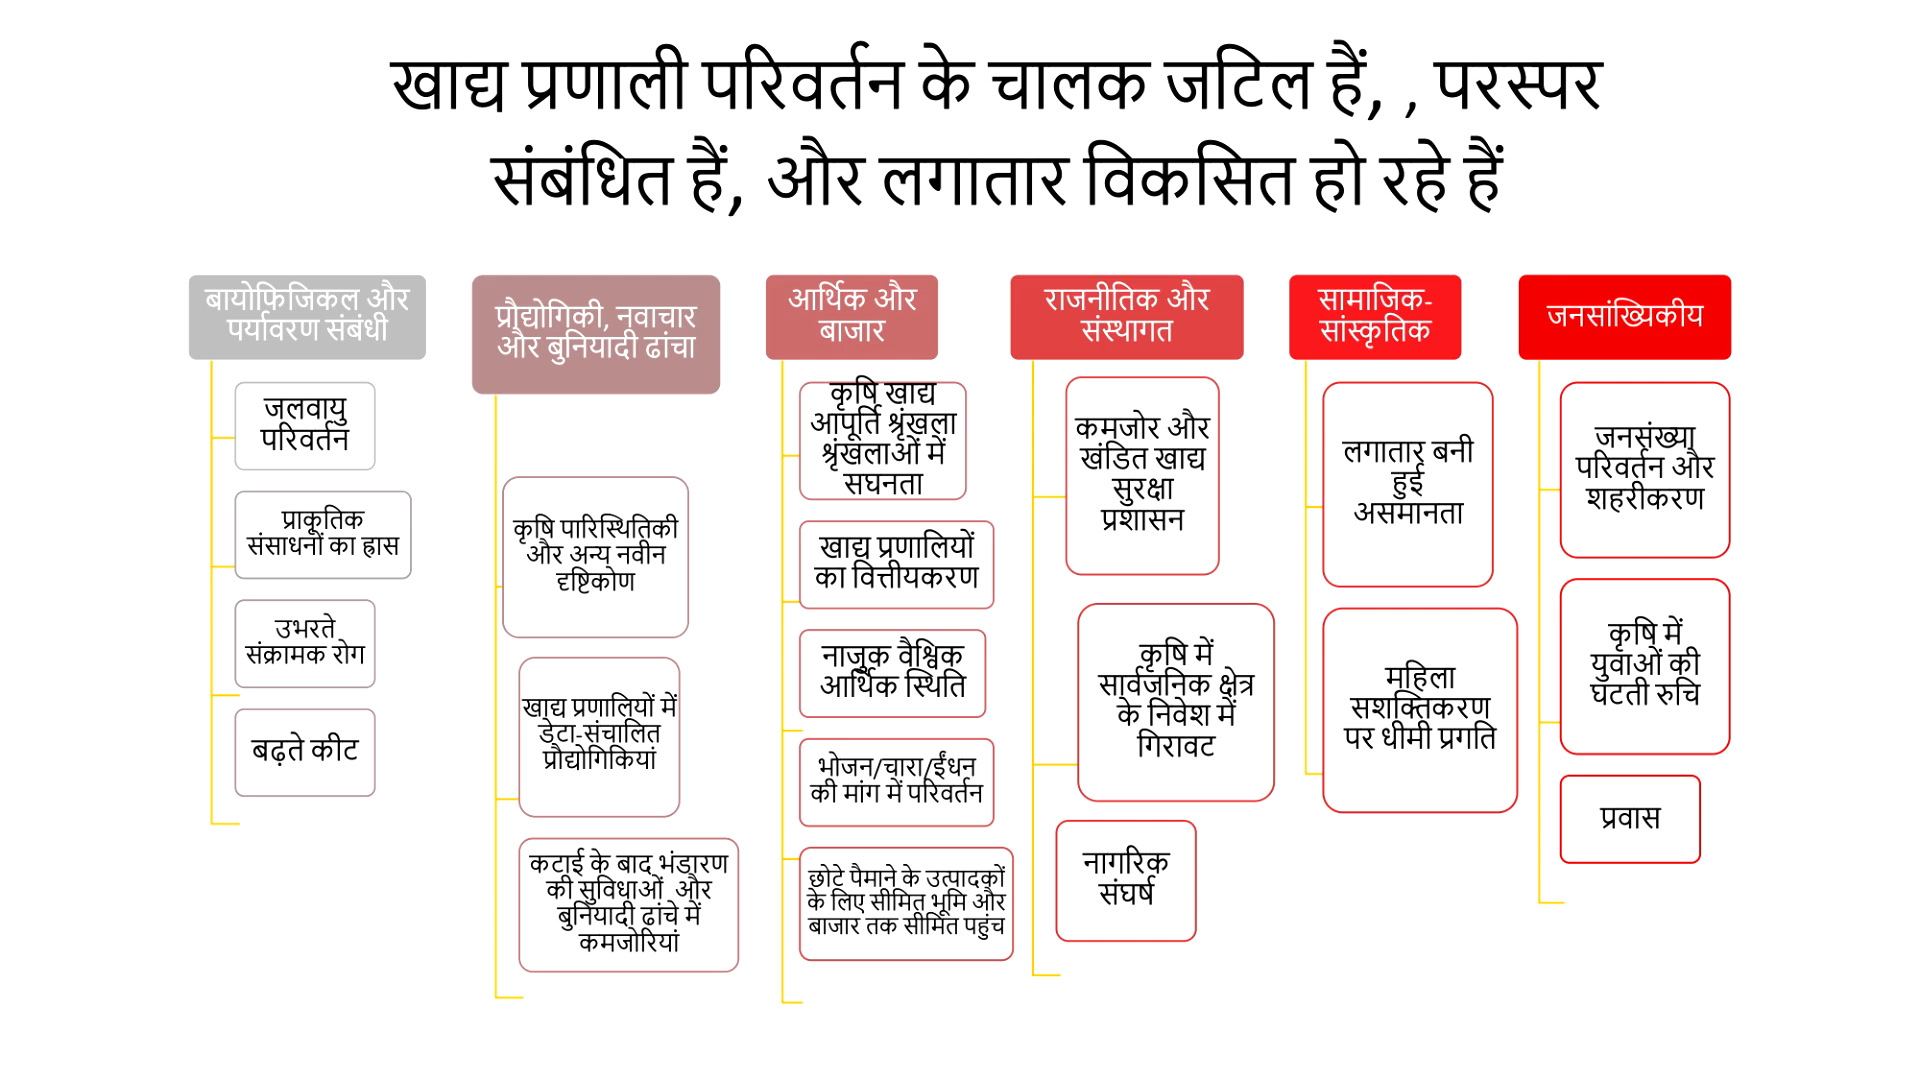 खाद्य प्रणाली परिवर्तन के चालक जटिल हैं, , परस्पर
संबंधित हैं, और लगातार विकसित हो रहे हैं
बायोफिजिकल और
पर्यावरण संबंधी
जलवायु
परिवर्तन
प्राकृतिक
संसाधनों का ह्रास
उभरते
संक्रामक रोग
बढ़ते कीट
प्रौद्योगिकी, नवाचार
और बुनियादी ढांचा
कृषि पारिस्थितिकी
और अन्य नवीन
दृष्टिकोण
खाद्य प्रणालियों में
डेटा-संचालित
प्रौद्योगिकियां
कटाई के बाद भंडारण
की सुविधाओं और
बुनियादी ढांचे में
कमजोरियां
आर्थिक और
बाजार
कृषि खाद्य
आपूर्ति श्रृंखला
श्रृंखलाओं में
सघनता
खाद्य प्रणालियों
का वित्तीयकरण
नाजुक वैश्विक
आर्थिक स्थिति
भोजन/चारा/ईंधन
की मांग में परिवर्तन
छोटे पैमाने के उत्पादकों
के लिए सीमित भूमि और
बाजार तक सीमित पहुंच
राजनीतिक और
संस्थागत
कमजोर और
खंडित खाद्य
सुरक्षा
प्रशासन
कृषि में
सार्वजनिक क्षेत्र
के निवेश में
गिरावट
नागरिक
संघर्ष
सामाजिक-
सांस्कृतिक
लगातार बनी
हुई
असमानता
महिला
सशक्तिकरण
पर धीमी प्रगति
जनसांख्यिकीय
जनसंख्या
परिवर्तन और
शहरीकरण
कृषि में
युवाओं की
घटती रुचि
प्रवास